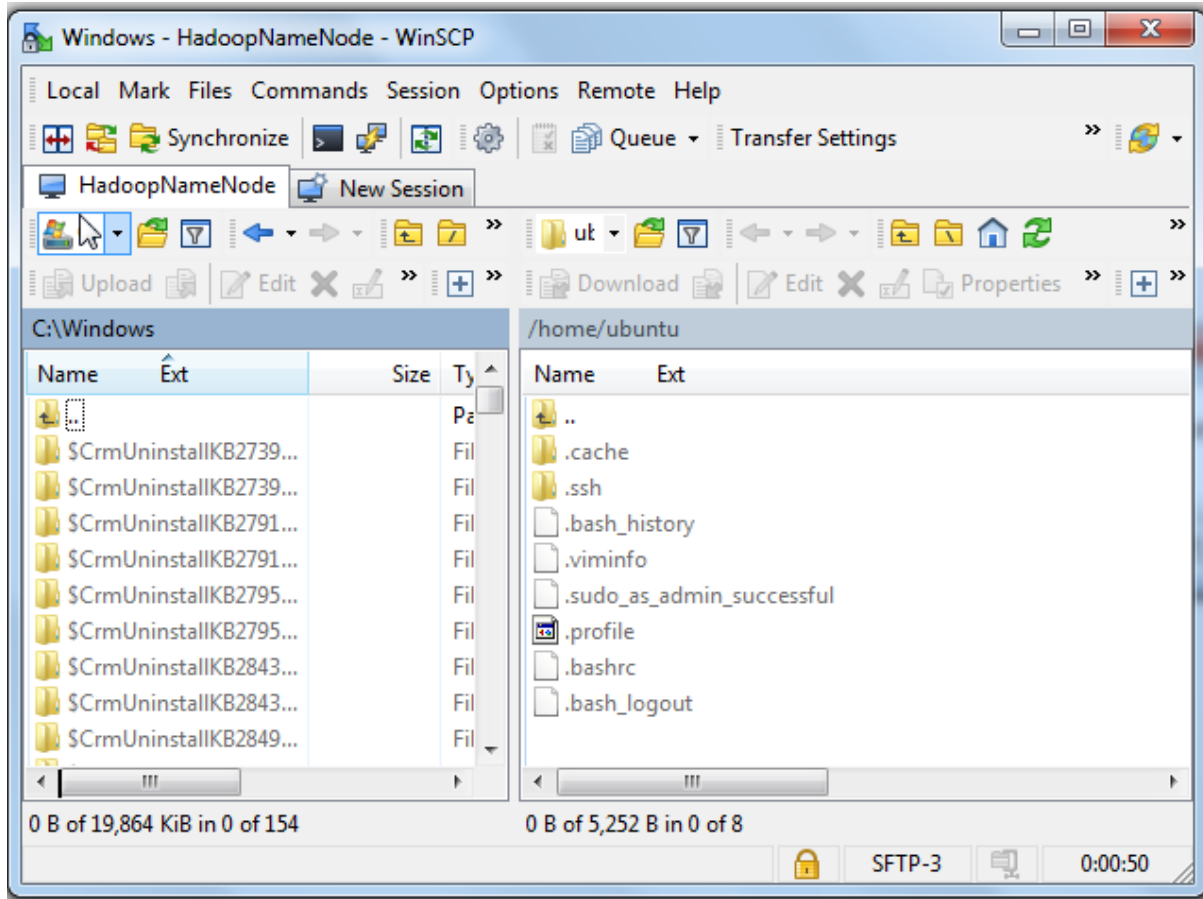 Windows - HadoopNameNode - WinSCP
Local Mark Files Commands Session Options Remote Help
Synchronize Queue Transfer Settings »
HadoopNameNode New Session
» ut »
Upload Edit » » Download Edit Properties » »
C:\Windows /home/ubuntu
Name Ext Size Ty Name Ext
.. Pa ..
$CrmUninstallKB2739... Fil .cache
$CrmUninstallKB2739... Fil .ssh
$CrmUninstallKB2791... Fil .bash_history
$CrmUninstallKB2791... Fil .viminfo
$CrmUninstallKB2795... Fil .sudo_as_admin_successful
$CrmUninstallKB2795... Fil .profile
$CrmUninstallKB2843... Fil .bashrc
$CrmUninstallKB2843... Fil .bash_logout
$CrmUninstallKB2849... Fil
0 B of 19,864 KiB in 0 of 154 0 B of 5,252 B in 0 of 8
SFTP-3 0:00:50